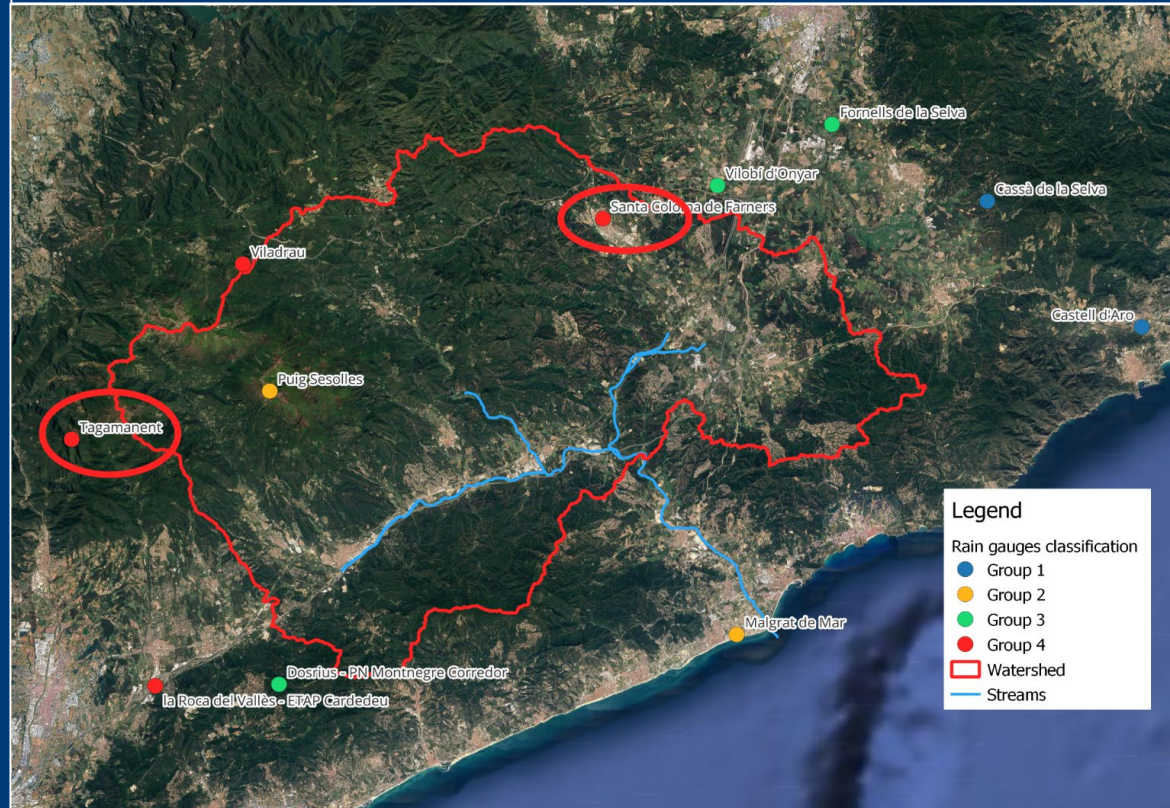 Fornells de la Selva
Vilobí d'Onyar
Cassà de la Selva
Santa Coloma de Farners
Viladrau
Castell d'Aro
Puig Sesolles
Tagamanent
Malgrat de Mar
Dosrius - PN Montnegre Corredor
la Roca del Vallès - ETAP Cardedeu
Legend
Rain gauges classification
Group 1
Group 2
Group 3
Group 4
Watershed
Streams